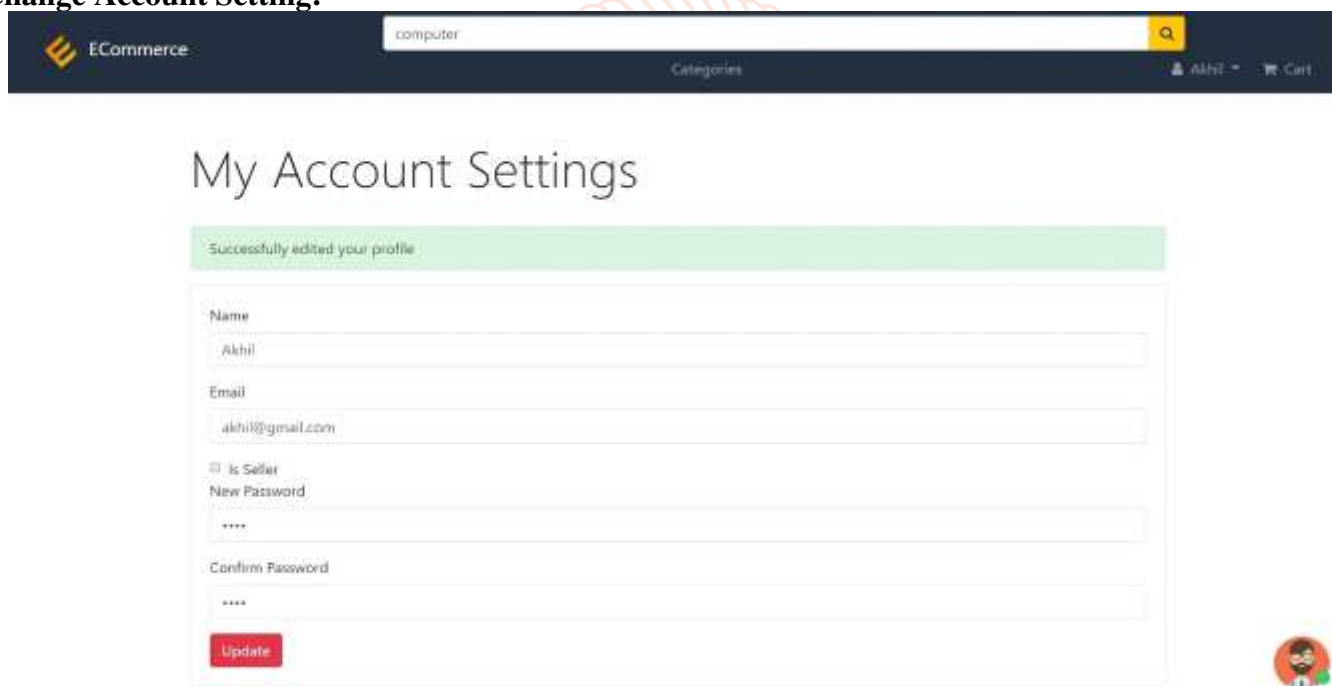 Change Account Setting:
ECommerce
computer
Categories
Akhil
Cart
My Account Settings
Successfully edited your profile
Name
Akhil
Email
akhil@gmail.com
Is Seller
New Password
••••
Confirm Password
••••
Update